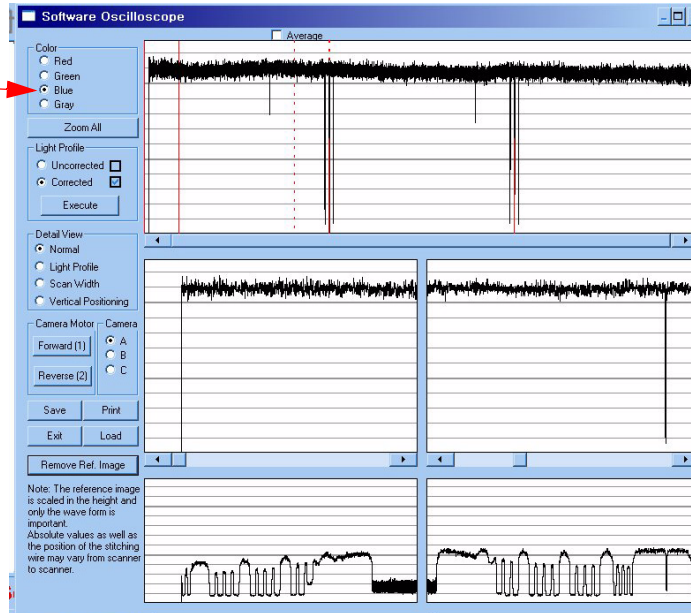 Software Oscilloscope
Average
Color
Red
Green
Blue
Gray
Zoom All
Light Profile
Uncorrected
Corrected
Execute
Detail View
Normal
Light Profile
Scan Width
Vertical Positioning
Camera Motor
Camera
Forward (1)
Reverse (2)
A
B
C
Save
Print
Exit
Load
Remove Ref. Image
Note: The reference image
is scaled in the height and
only the wave form is
important.
Absolute values as well as
the position of the stitching
wire may vary from scanner
to scanner.